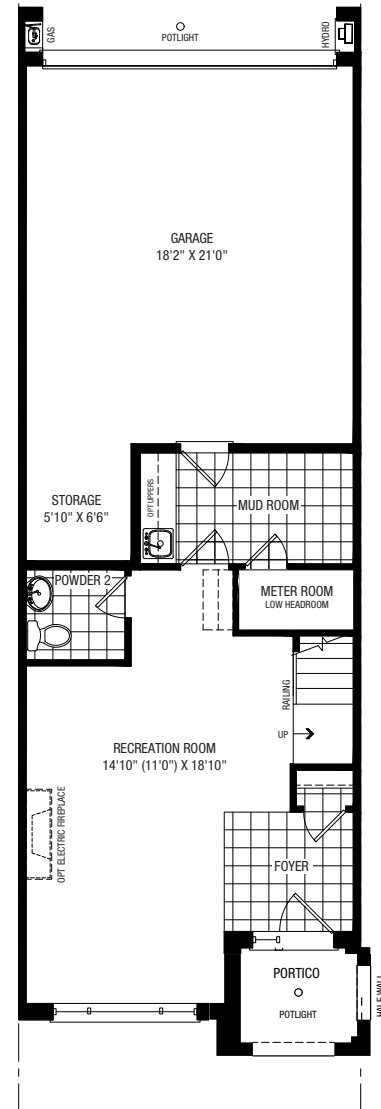 GAS
POTLIGHT
HYDRO
GARAGE
18'2" X 21'0"
STORAGE
5'10" X 6'6"
OPT UPPERS
MUD ROOM
POWDER 2
METER ROOM
LOW HEADROOM
RAILING
UP
RECREATION ROOM
14'10" (11'0") X 18'10"
OPT ELECTRIC FIREPLACE
FOYER
PORTICO
POTLIGHT
HALF WALL